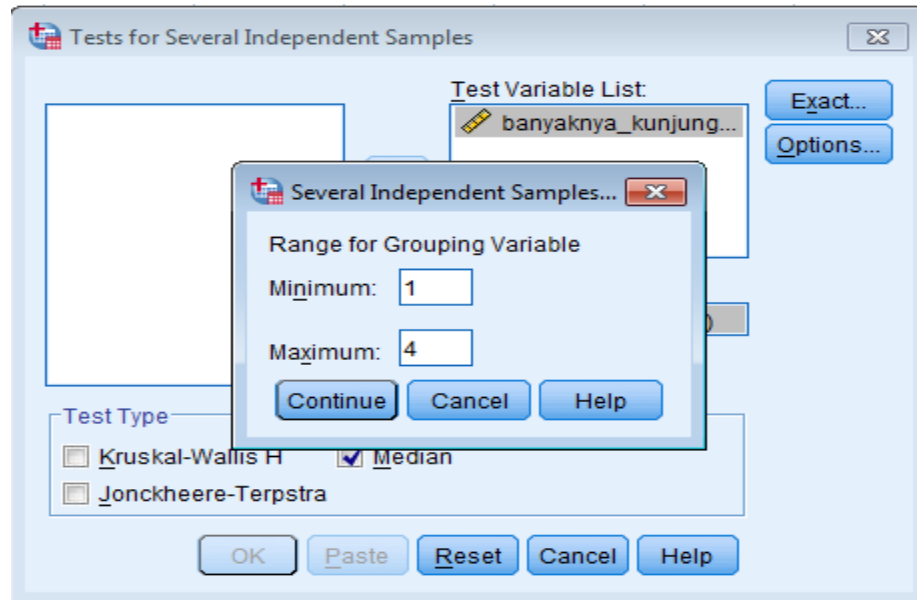 Tests for Several Independent Samples
Test Variable List:
banyaknya_kunjung...
Exact...
Options...
Several Independent Samples...
Range for Grouping Variable
Minimum: 1
Maximum: 4
Continue Cancel Help
)
Test Type
Kruskal-Wallis H Median
Jonckheere-Terpstra
OK Paste Reset Cancel Help